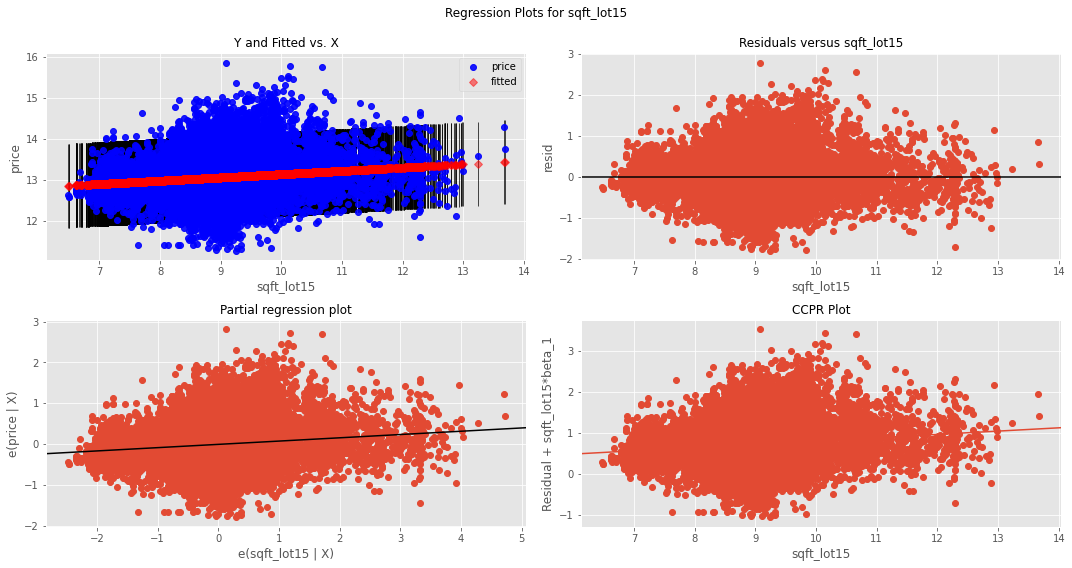 Regression Plots for sqft_lot15
Y and Fitted vs. X
16
15
14
13
12
price
7 8 9 10 11 12 13 14
sqft_lot15
price
fitted
Residuals versus sqft_lot15
3
2
1
0
−1
−2
resid
7 8 9 10 11 12 13 14
sqft_lot15
Partial regression plot
3
2
1
0
−1
−2
e(price | X)
−2 −1 0 1 2 3 4 5
e(sqft_lot15 | X)
CCPR Plot
3
2
1
0
−1
Residual + sqft_lot15*beta_1
7 8 9 10 11 12 13 14
sqft_lot15